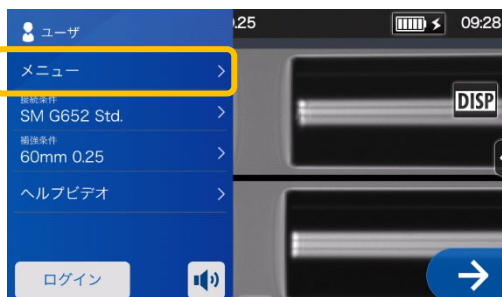 ユーザ
.25
09:28
メニュー
接続条件
SM G652 Std.
DISP
補強条件
60mm 0.25
ヘルプビデオ
ログイン